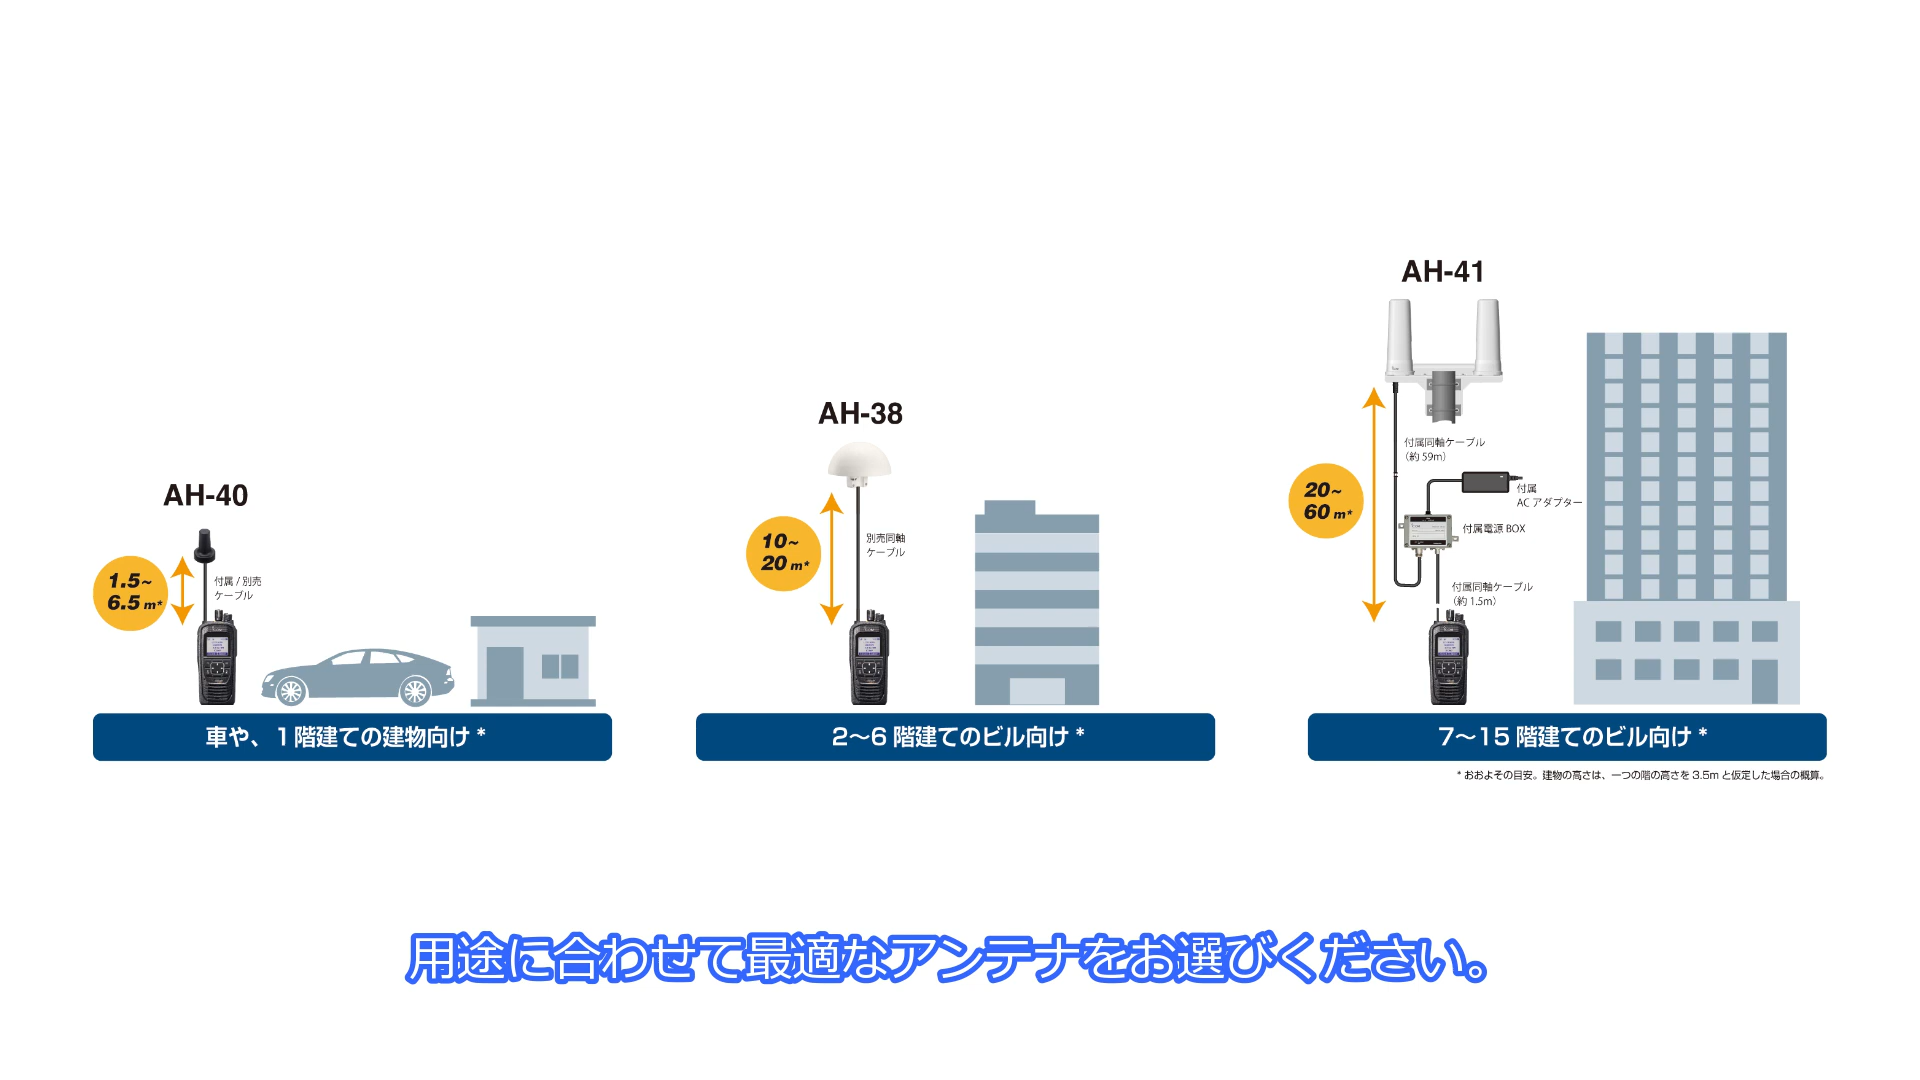 AH-40
1.5~
6.5 m*
付属 / 別売
ケーブル
車や、1階建ての建物向け *
AH-38
10~
20 m*
別売同軸
ケーブル
2〜6 階建てのビル向け *
AH-41
20~
60 m*
付属同軸ケーブル
（約 59m）
付属
AC アダプター
付属電源 BOX
付属同軸ケーブル
（約 1.5m）
7〜15 階建てのビル向け *
* おおよその目安。建物の高さは、一つの階の高さを 3.5m と仮定した場合の概算。
用途に合わせて最適なアンテナをお選びください。